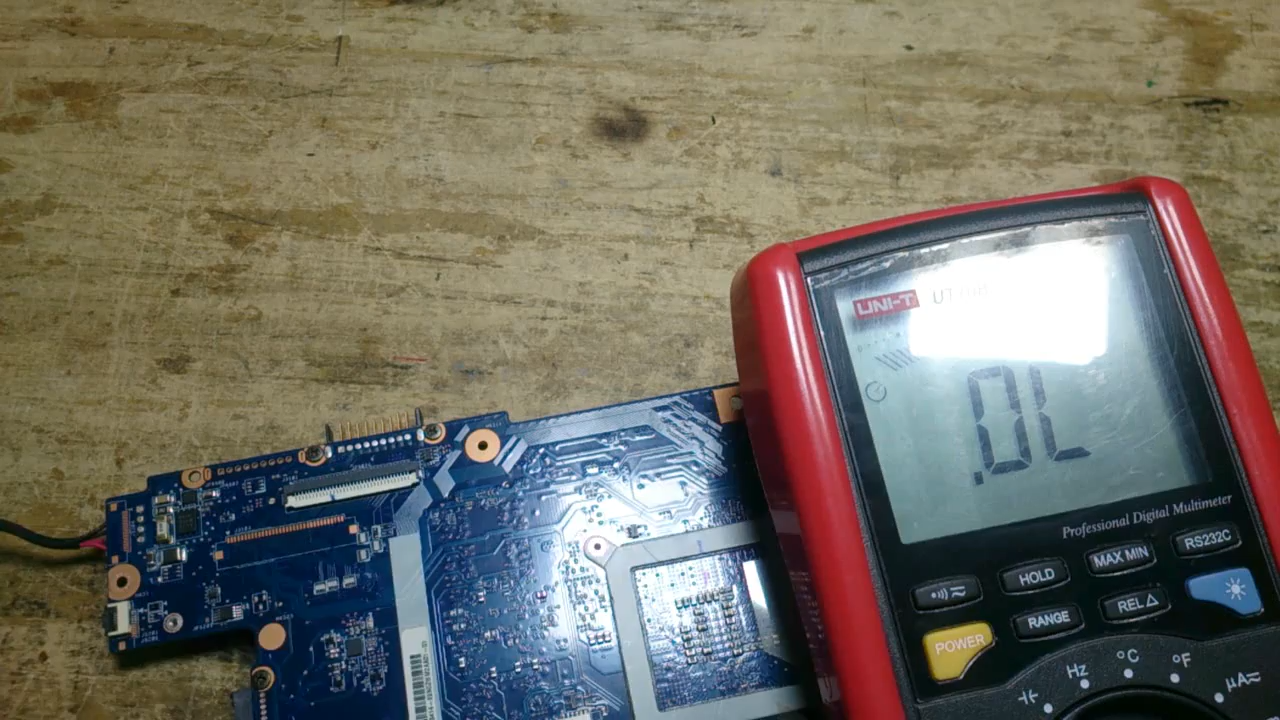 UNI-T
.0L
Professional Digital Multimeter
HOLD
MAX MIN
RS232C
POWER
RANGE
REL △
Hz
°C
°F
μA